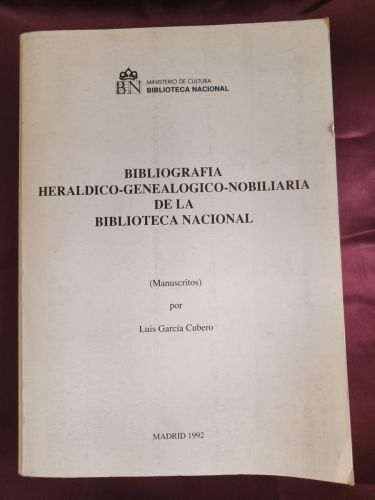 BN
MINISTERIO DE CULTURA
BIBLIOTECA NACIONAL
BIBLIOGRAFIA
HERALDICO-GENEALOGICO-NOBILIARIA
DE LA
BIBLIOTECA NACIONAL
(Manuscritos)
por
Luis García Cubero
MADRID 1992